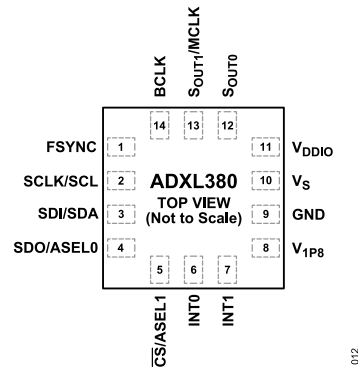 BCLK
SOUT1/MCLK
SOUT0
14
13
12
FSYNC
1
11
VDDIO
SCLK/SCL
2
ADXL380
10
VS
TOP VIEW
SDI/SDA
3
(Not to Scale)
9
GND
SDO/ASEL0
4
8
V1P8
5
6
7
CS/ASEL1
INT0
INT1
012